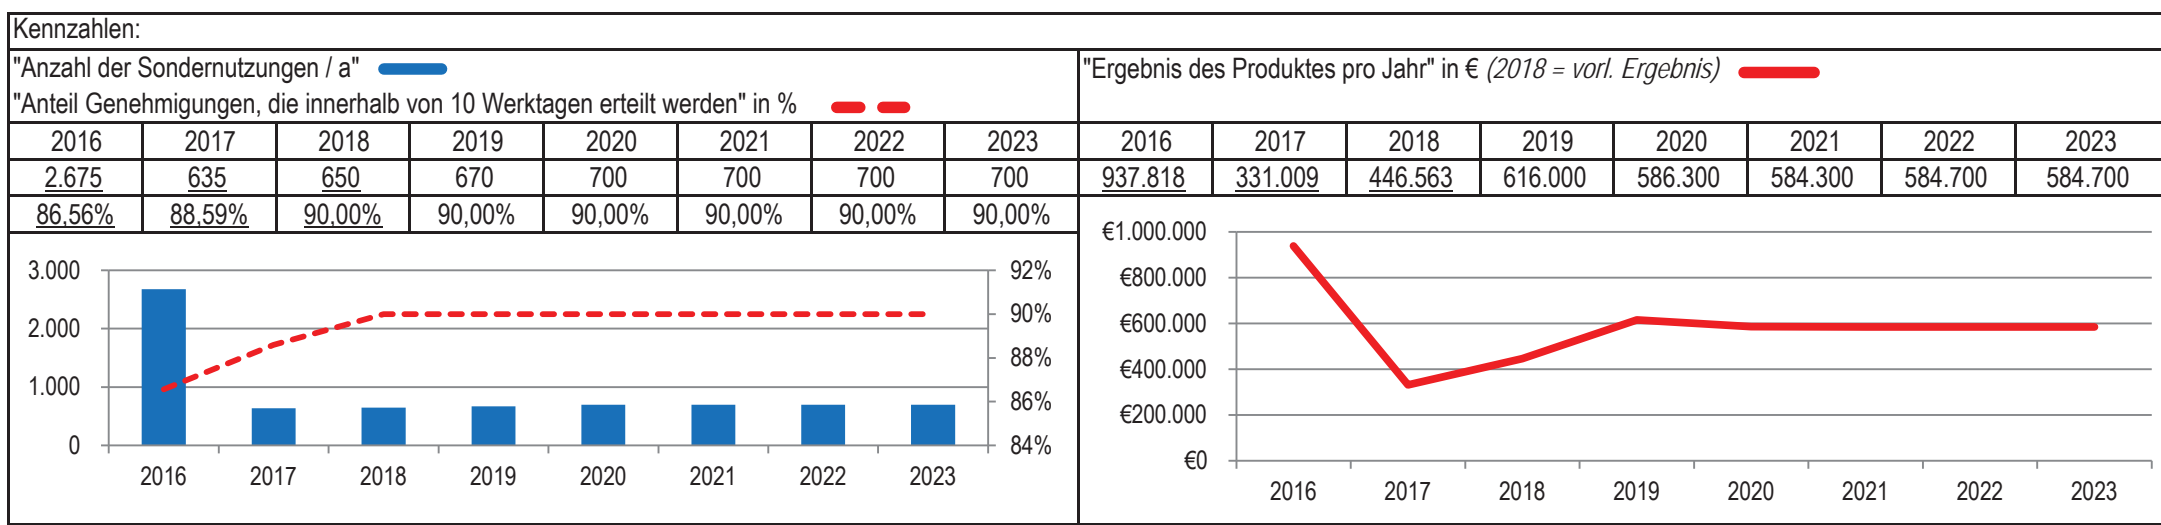 Kennzahlen:
"Anzahl der Sondernutzungen / a"
"Anteil Genehmigungen, die innerhalb von 10 Werktagen erteilt werden" in %
2016 2017 2018 2019 2020 2021 2022 2023
2.675 635 650 670 700 700 700 700
86,56% 88,59% 90,00% 90,00% 90,00% 90,00% 90,00% 90,00%
3.000
2.000
1.000
0
92%
90%
88%
86%
84%
2016 2017 2018 2019 2020 2021 2022 2023
"Ergebnis des Produktes pro Jahr" in € (2018 = vorl. Ergebnis)
2016 2017 2018 2019 2020 2021 2022 2023
937.818 331.009 446.563 616.000 586.300 584.300 584.700 584.700
€1.000.000
€800.000
€600.000
€400.000
€200.000
€0
2016 2017 2018 2019 2020 2021 2022 2023